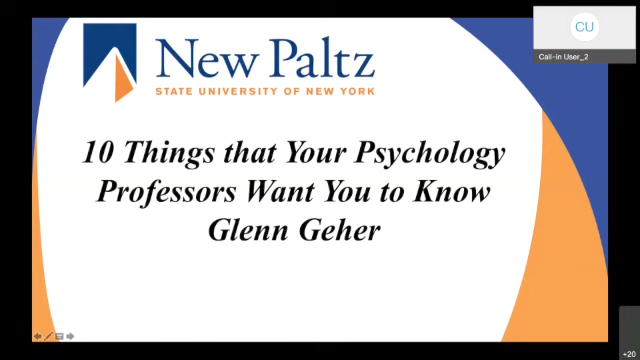 New Paltz
STATE UNIVERSITY OF NEW YORK
10 Things that Your Psychology
Professors Want You to Know
Glenn Geher
CU
Call-in User_2
+20